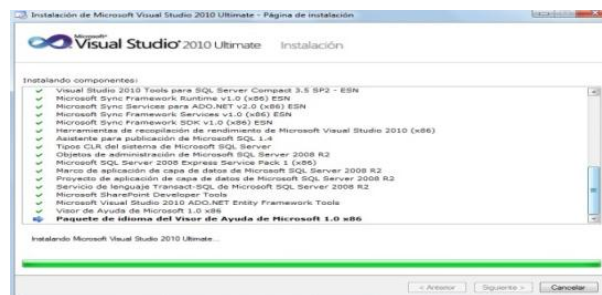 Instalación de Microsoft Visual Studio 2010 Ultimate - Página de instalación
Microsoft
Visual Studio 2010 Ultimate Instalación
Instalando componentes:
Visual Studio 2010 Tools para SQL Server Compact 3.5 SP2 - ESN
Microsoft Sync Framework Runtime v1.0 (x86) ESN
Microsoft Sync Services para ADO.NET v2.0 (x86) ESN
Microsoft Sync Framework Services v1.0 (x86) ESN
Microsoft Sync Framework SDK v1.0 (x86) ESN
Herramientas de recopilación de rendimiento de Microsoft Visual Studio 2010 (x86)
Asistente para publicación de Microsoft SQL 1.4
Tipos CLR del sistema de Microsoft SQL Server
Objetos de administración de Microsoft SQL Server 2008 R2
Microsoft SQL Server 2008 Express Service Pack 1 (x86)
Marco de aplicación de capa de datos de Microsoft SQL Server 2008 R2
Proyecto de aplicación de capa de datos de Microsoft SQL Server 2008 R2
Servicio de lenguaje Transact-SQL de Microsoft SQL Server 2008 R2
Microsoft SharePoint Developer Tools
Microsoft Visual Studio 2010 ADO.NET Entity Framework Tools
Visor de Ayuda de Microsoft 1.0 x86
Paquete de idioma del Visor de Ayuda de Microsoft 1.0 x86
Instalando Microsoft Visual Studio 2010 Ultimate...
< Anterior Siguiente > Cancelar